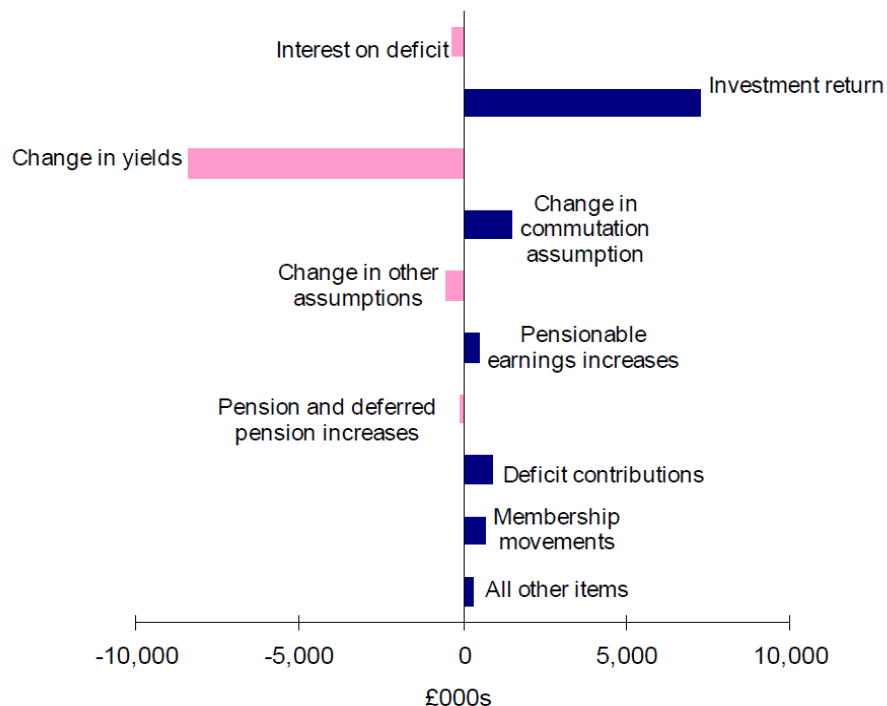 Interest on deficit
Investment return
Change in yields
Change in
commutation
assumption
Change in other
assumptions
Pensionable
earnings increases
Pension and deferred
pension increases
Deficit contributions
Membership
movements
All other items
-10,000 -5,000 0 5,000 10,000
£000s